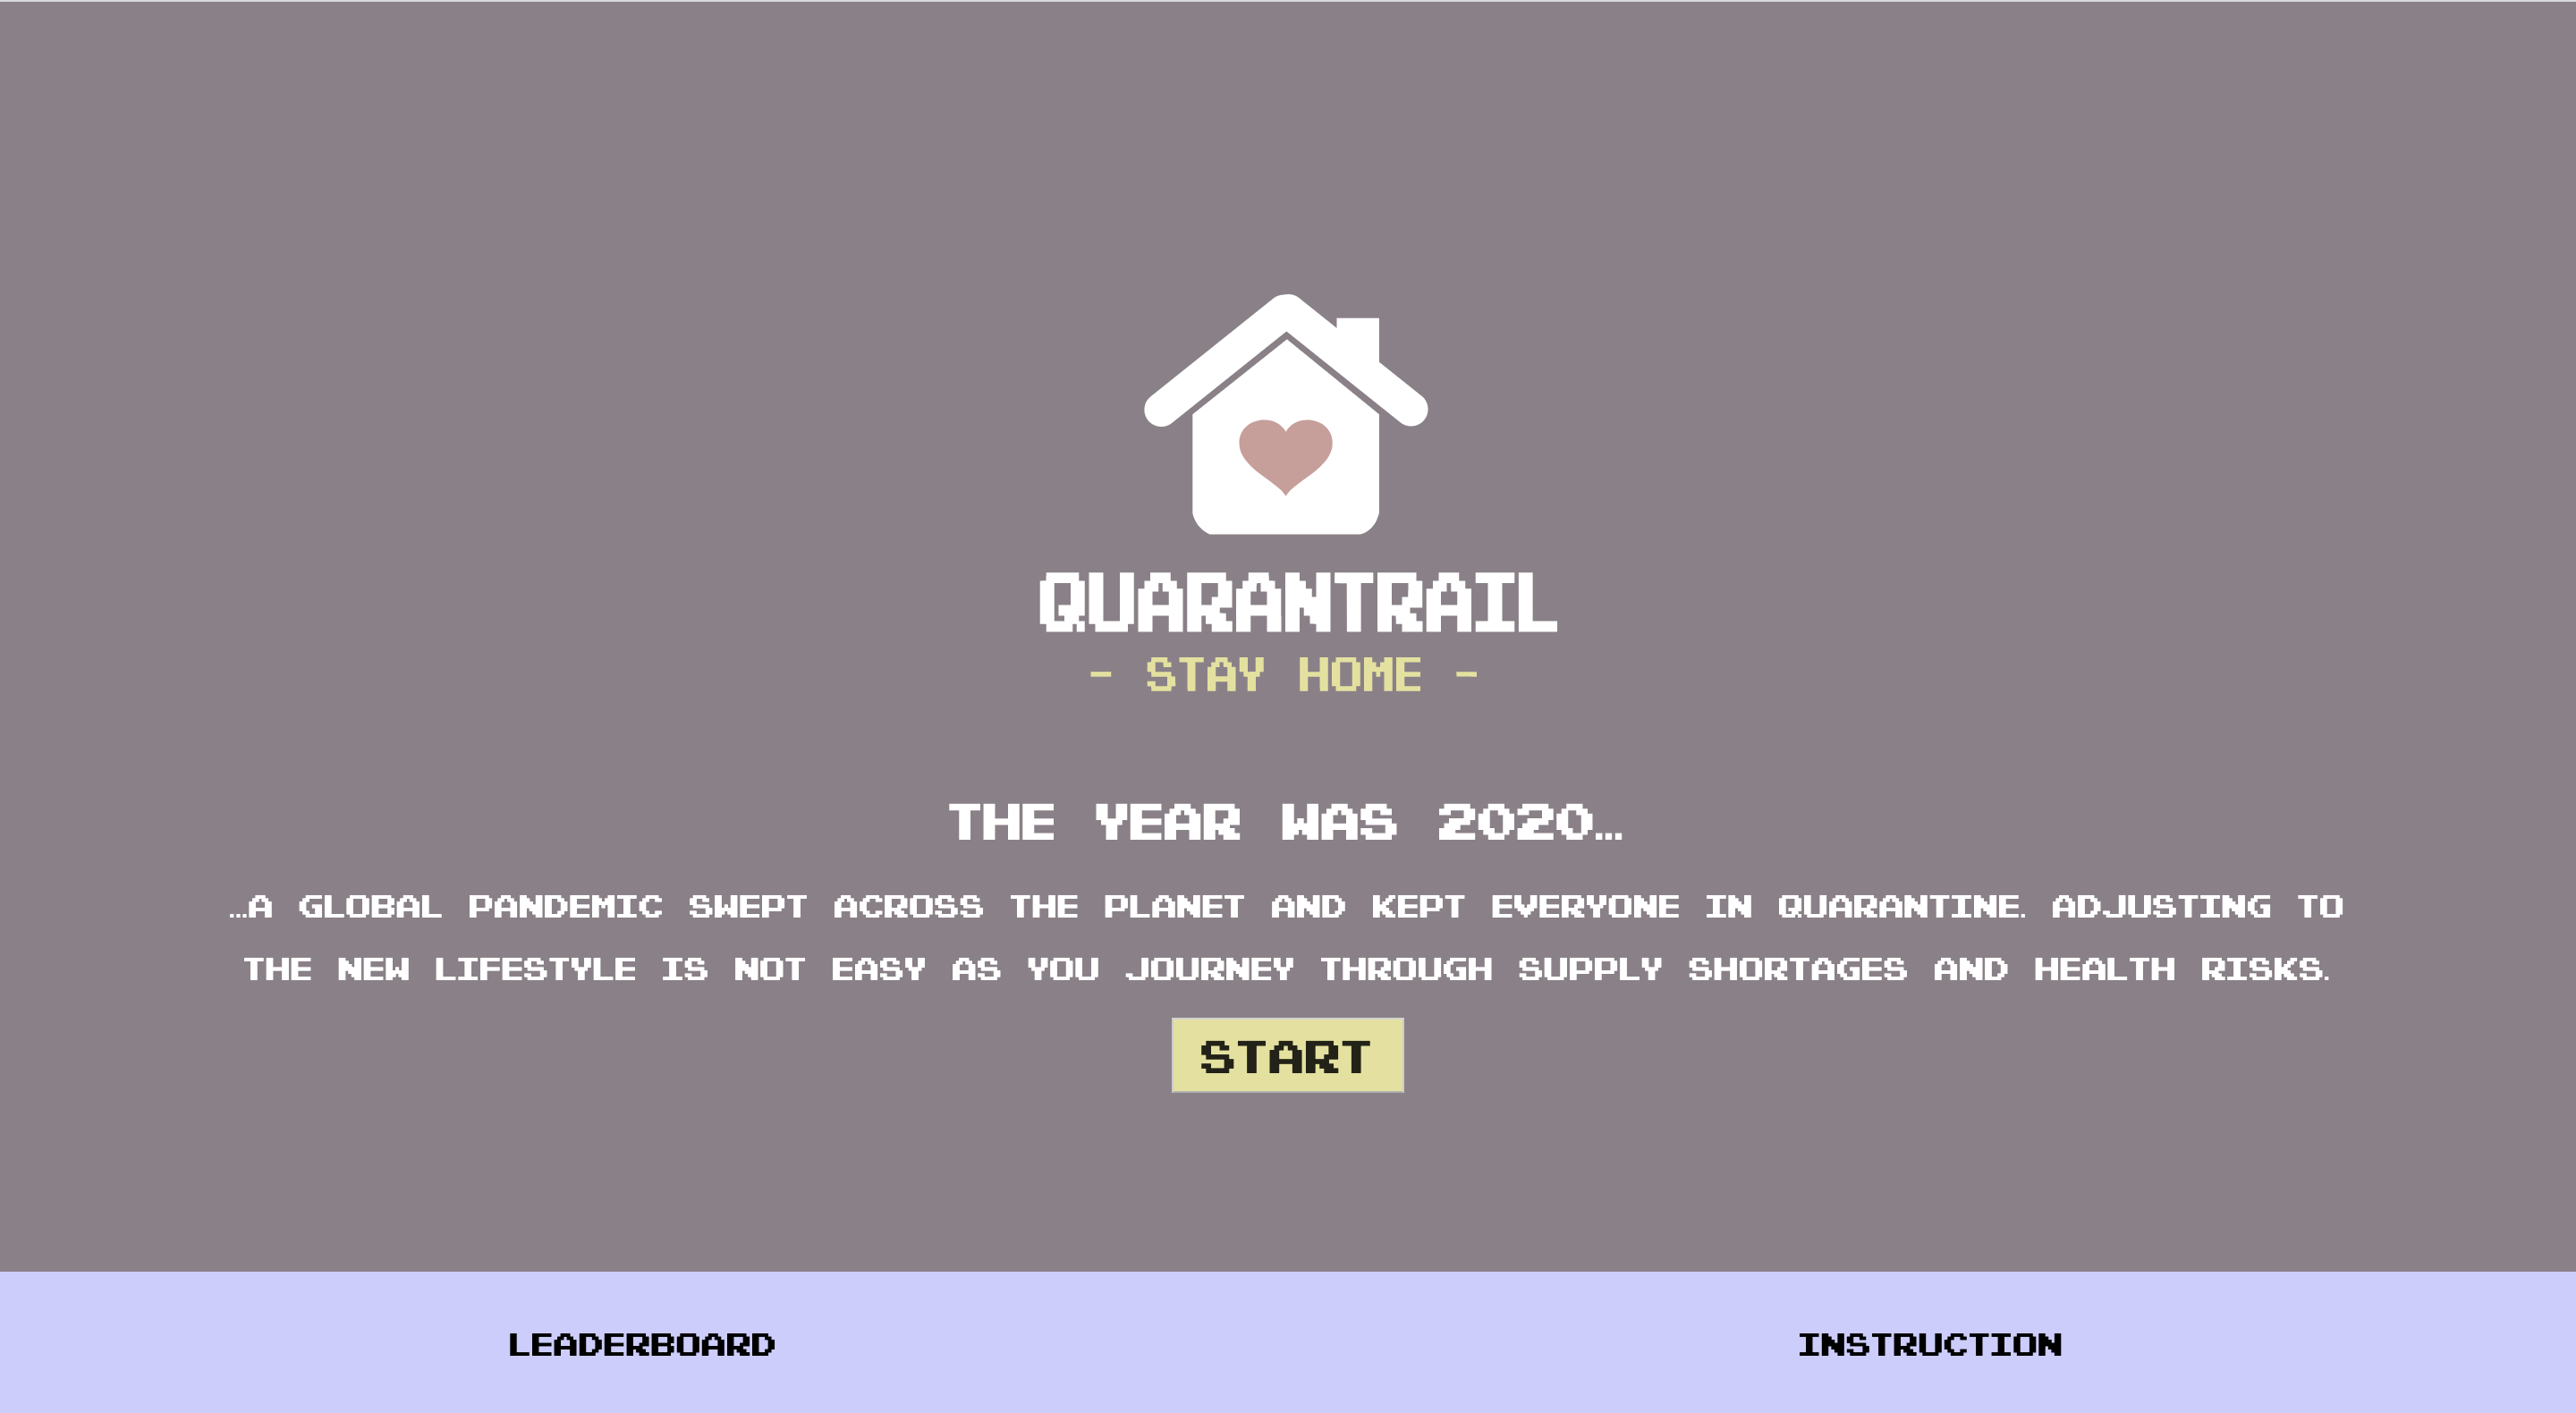 QUARANTRAIL
- STAY HOME -
THE YEAR WAS 2020...
...A GLOBAL PANDEMIC SWEPT ACROSS THE PLANET AND KEPT EVERYONE IN QUARANTINE. ADJUSTING TO
THE NEW LIFESTYLE IS NOT EASY AS YOU JOURNEY THROUGH SUPPLY SHORTAGES AND HEALTH RISKS.
START
LEADERBOARD
INSTRUCTION